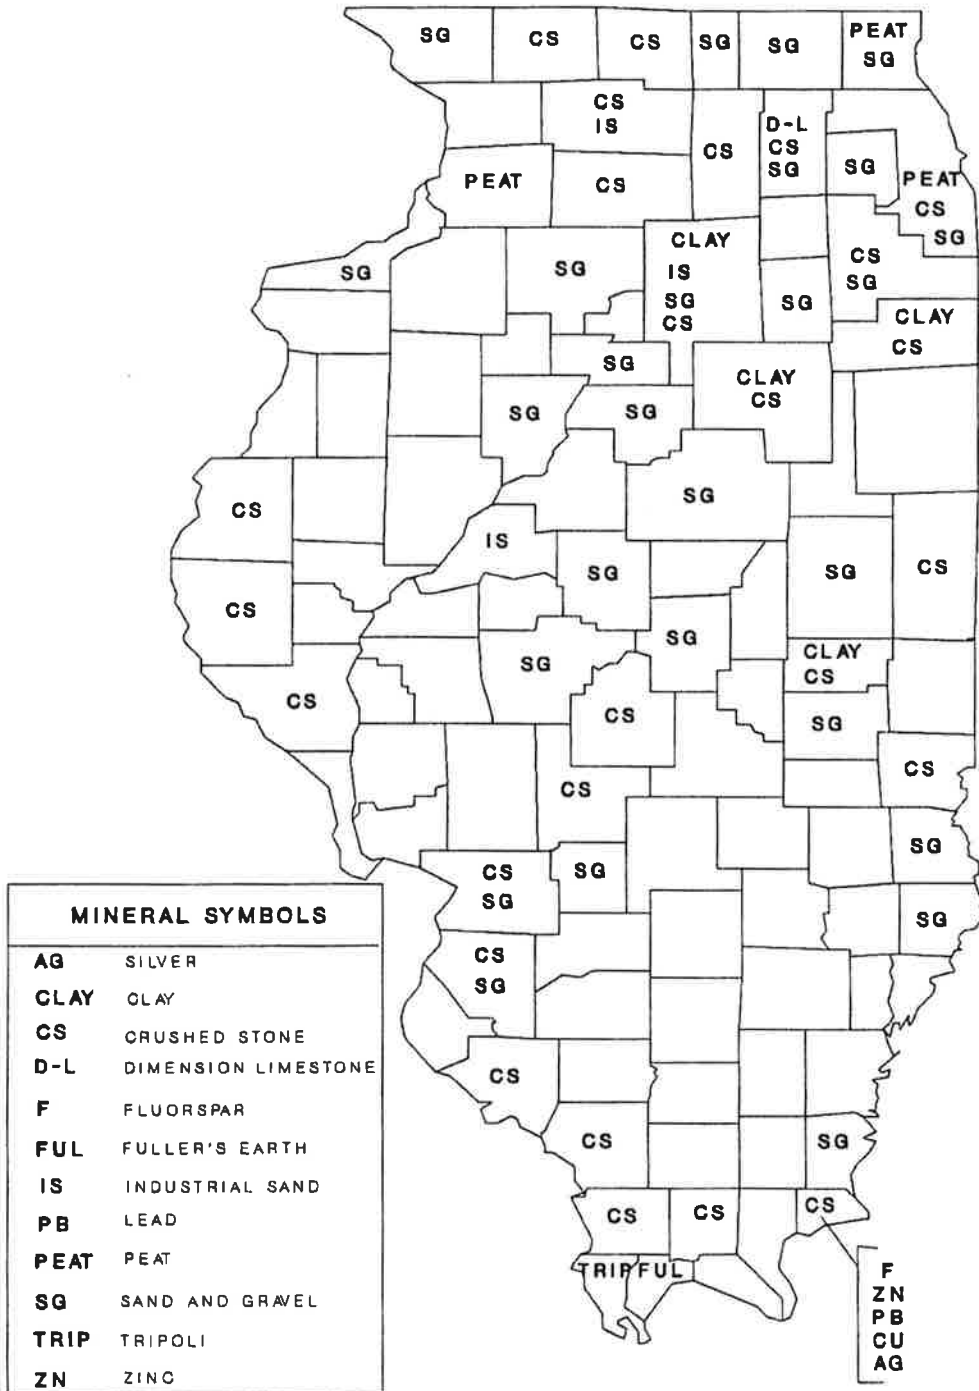 SG CS CS SG SG PEAT
SG
CS
IS
CS
D-L
CS
SG
SG
PEAT
CS
SG
PEAT
CS
CLAY
IS
SG
CS
SG
SG
SG
CS
SG
CLAY
CS
SG
CLAY
CS
SG
SG
CS
SG
IS
SG
SG
CS
CS
SG
SG
CLAY
CS
CS
CS
SG
CS
CS
SG
CS
SG
SG
SG
CS
SG
CS
CS
SG
CS
CS
CS
TRIP FUL
F
ZN
PB
CU
AG
MINERAL SYMBOLS
AG SILVER
CLAY CLAY
CS CRUSHED STONE
D-L DIMENSION LIMESTONE
F FLUORSPAR
FUL FULLER'S EARTH
IS INDUSTRIAL SAND
PB LEAD
PEAT PEAT
SG SAND AND GRAVEL
TRIP TRIPOLI
ZN ZINC